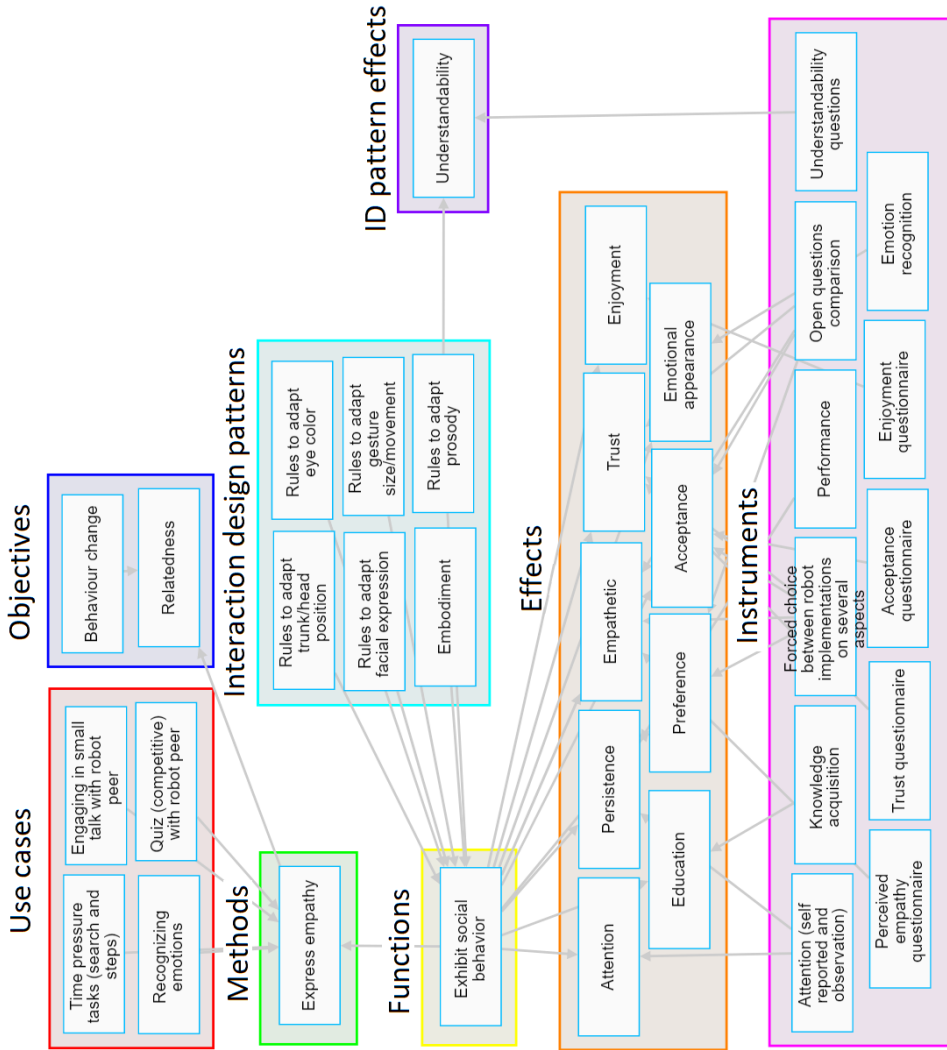 Use cases
Time pressure
tasks (search and
steps)
Engaging in small
talk with robot
peer
Recognizing
emotions
Quiz (competitive)
with robot peer
Objectives
Behaviour change
Relatedness
Methods
Express empathy
Interaction design patterns
Rules to adapt
trunk/head
position
Rules to adapt
eye color
Rules to adapt
facial expression
Rules to adapt
gesture
size/movement
Embodiment
Rules to adapt
prosody
ID pattern effects
Understandability
Functions
Exhibit social
behavior
Effects
Attention
Persistence
Empathetic
Trust
Enjoyment
Education
Preference
Acceptance
Emotional
appearance
Instruments
Attention (self
reported and
observation)
Knowledge
acquisition
Forced choice
between robot
implementations
on several
aspects
Performance
Open questions
comparison
Understandability
questions
Perceived
empathy
questionnaire
Trust questionnaire
Acceptance
questionnaire
Enjoyment
questionnaire
Emotion
recognition